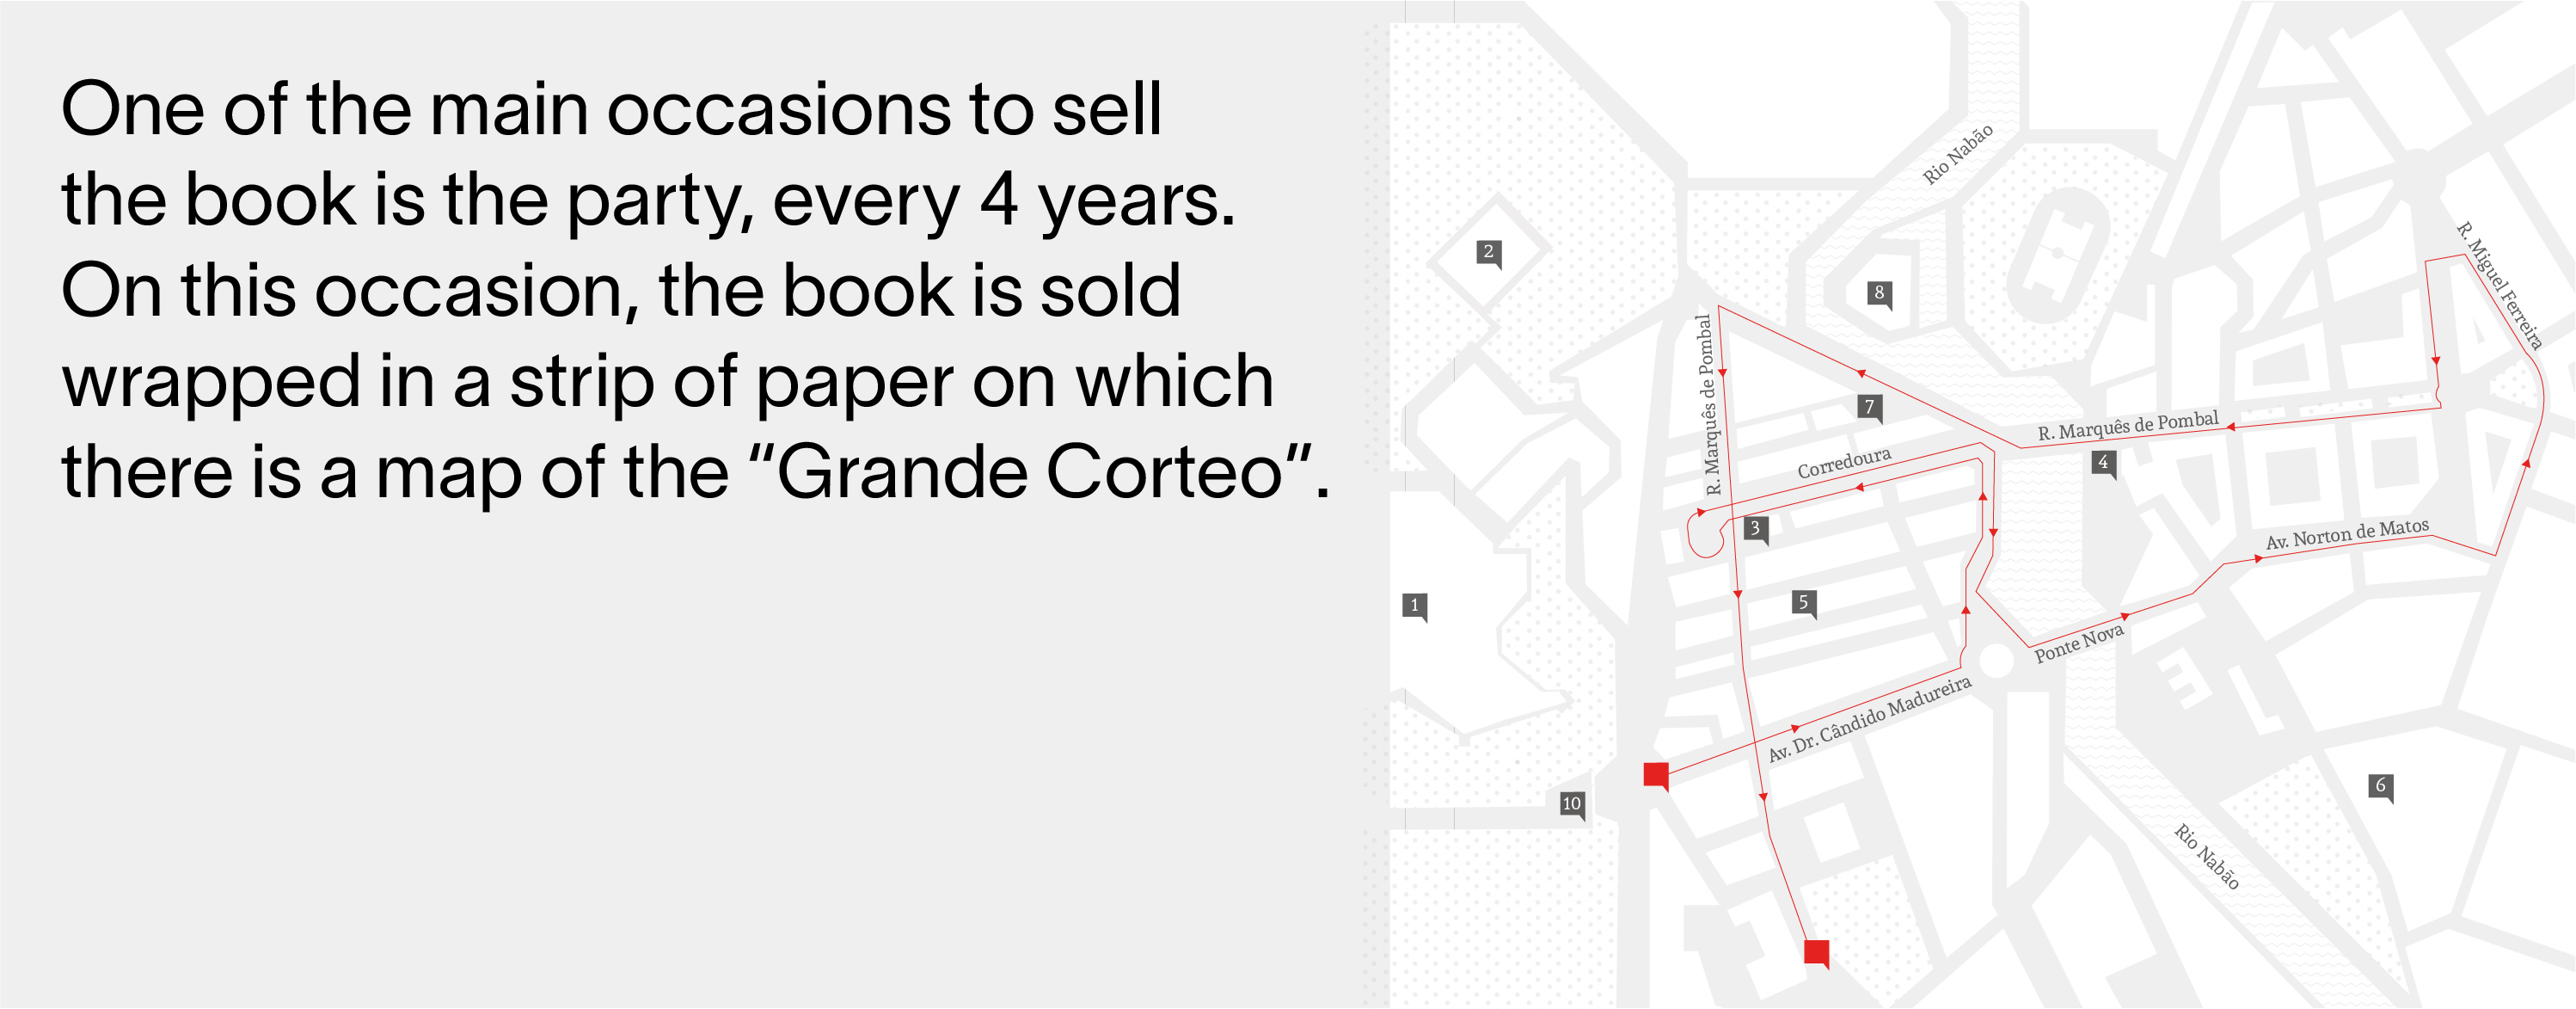 One of the main occasions to sell
the book is the party, every 4 years.
On this occasion, the book is sold
wrapped in a strip of paper on which
there is a map of the “Grande Corteo”.
Rio Nabão
R. Miguel Ferreira
2
8
R. Marquês de Pombal
7
R. Marquês de Pombal
4
Corredoura
3
Av. Norton de Matos
1
5
Ponte Nova
Av. Dr. Cândido Madureira
10
6
Rio Nabão